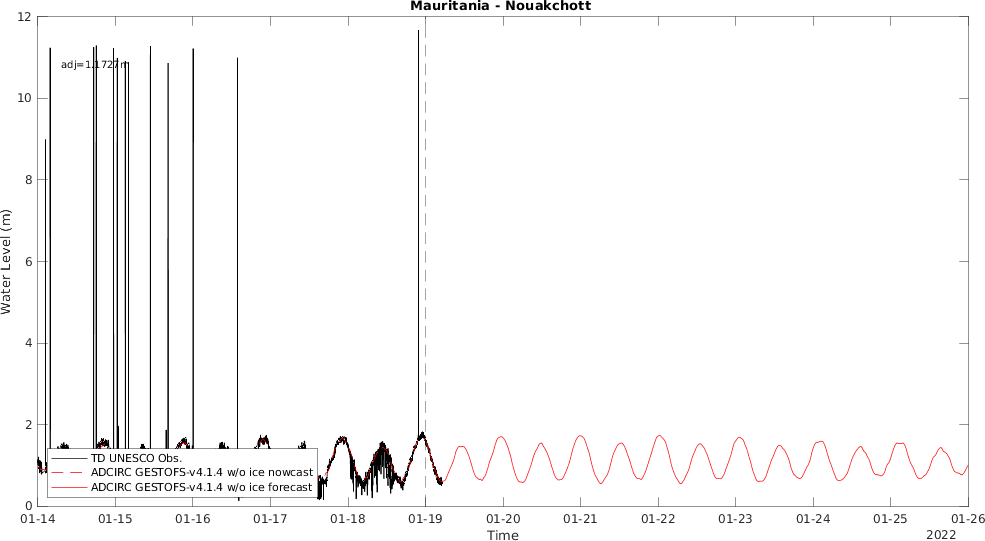 Mauritania - Nouakchott
12
10
8
6
4
2
0
Water Level (m)
adj=1.1727m
TD UNESCO Obs.
ADCIRC GESTOFS-v4.1.4 w/o ice nowcast
ADCIRC GESTOFS-v4.1.4 w/o ice forecast
01-14 01-15 01-16 01-17 01-18 01-19 01-20 01-21 01-22 01-23 01-24 01-25 01-26
Time
2022